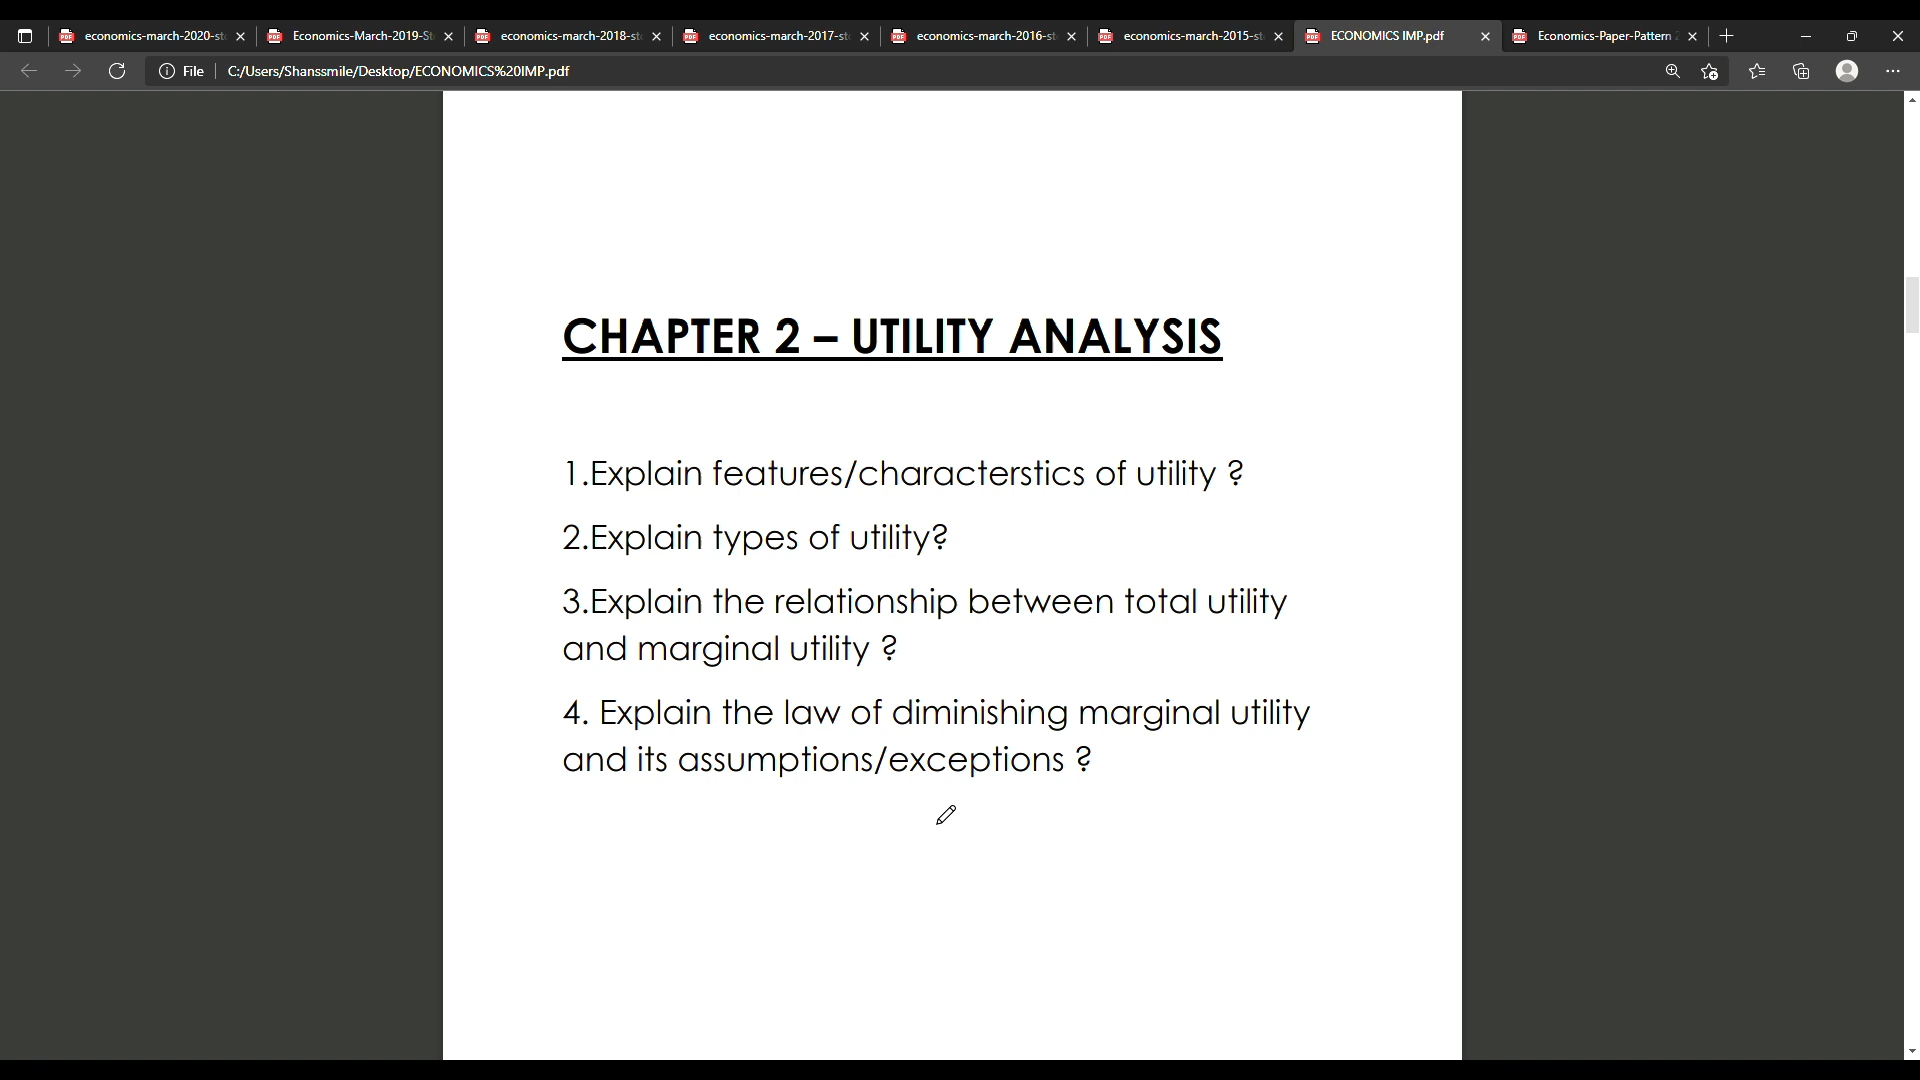 economics-march-2020-st
Economics-March-2019-S
economics-march-2018-st
economics-march-2017-st
economics-march-2016-st
economics-march-2015-st
ECONOMICS IMP.pdf
Economics-Paper-Pattern
File
C:/Users/Shanssmile/Desktop/ECONOMICS%20IMP.pdf
CHAPTER 2 – UTILITY ANALYSIS
1.Explain features/characterstics of utility ?
2.Explain types of utility?
3.Explain the relationship between total utility
and marginal utility ?
4. Explain the law of diminishing marginal utility
and its assumptions/exceptions ?